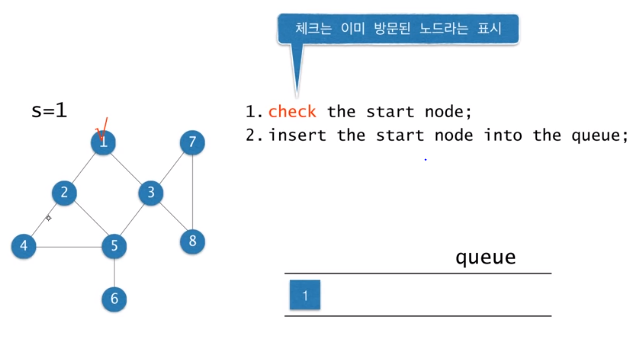 체크는 이미 방문된 노드라는 표시
s=1
1. check the start node;
2. insert the start node into the queue;
1
7
2
3
4
5
8
6
queue
1